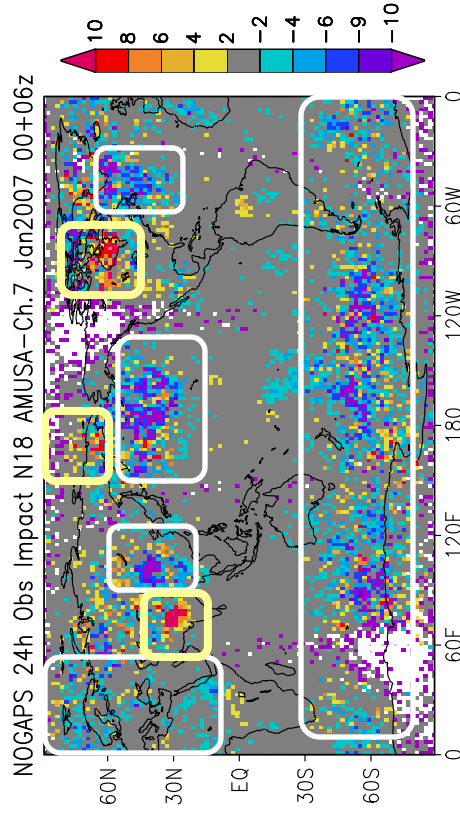 NOGAPS 24h Obs Impact N18 AMUSA−Ch.7 Jan2007 00+06z
60N
30N
EQ
30S
60S
0
60E
120E
180
120W
60W
0
10
8
6
4
2
−2
−4
−6
−9
−10